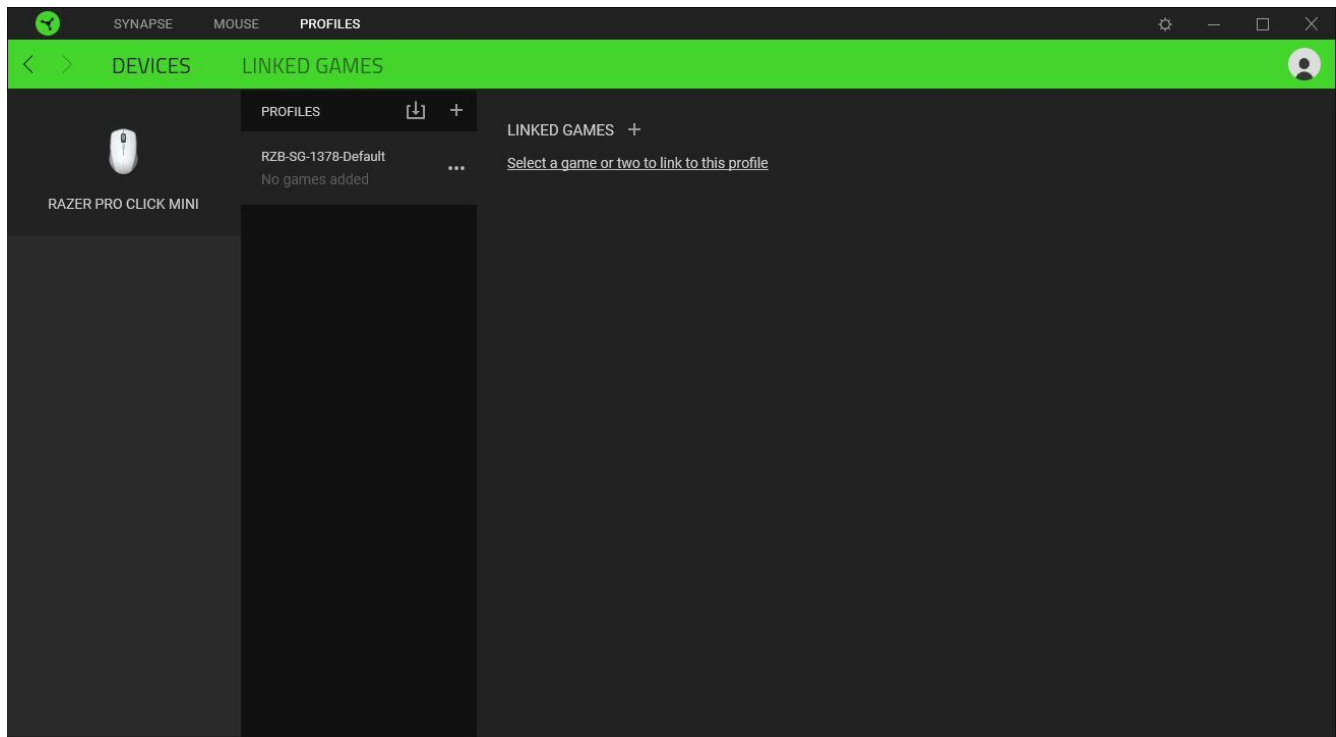 SYNAPSE MOUSE PROFILES
DEVICES LINKED GAMES
RAZER PRO CLICK MINI
PROFILES
RZB-SG-1378-Default
No games added
LINKED GAMES
Select a game or two to link to this profile